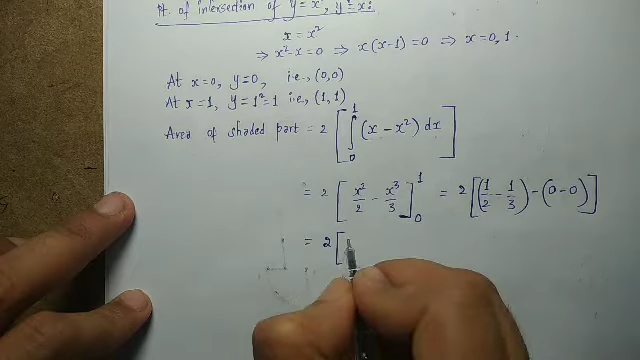 Pt. of intersection of y = x², y = x:
x = x²
⇒ x² - x = 0 ⇒ x(x-1) = 0 ⇒ x = 0, 1.
At x=0, y=0, i.e., (0,0)
At x=1, y=1²=1 i.e., (1,1)
Area of shaded part = 2 [ ∫₀¹ (x - x²) dx ]
= 2 [ x²/2 - x³/3 ]₀¹ = 2 [ (1/2 - 1/3) - (0-0) ]
= 2 [